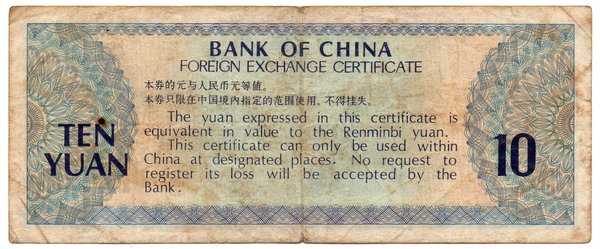 BANK OF CHINA
FOREIGN EXCHANGE CERTIFICATE
本券的元与人民币元等值。
本券只限在中国境内指定的范围使用，不得挂失。
The yuan expressed in this certificate is
equivalent in value to the Renminbi yuan.
This certificate can only be used within
China at designated places. No request to
register its loss will be accepted by the
Bank.
TEN
YUAN
10